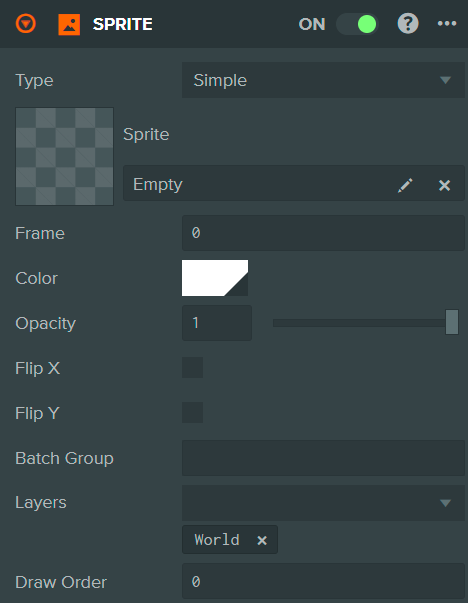 SPRITE ON ?
Type Simple
Sprite
Empty
Frame 0
Color
Opacity 1
Flip X
Flip Y
Batch Group
Layers
World
Draw Order 0